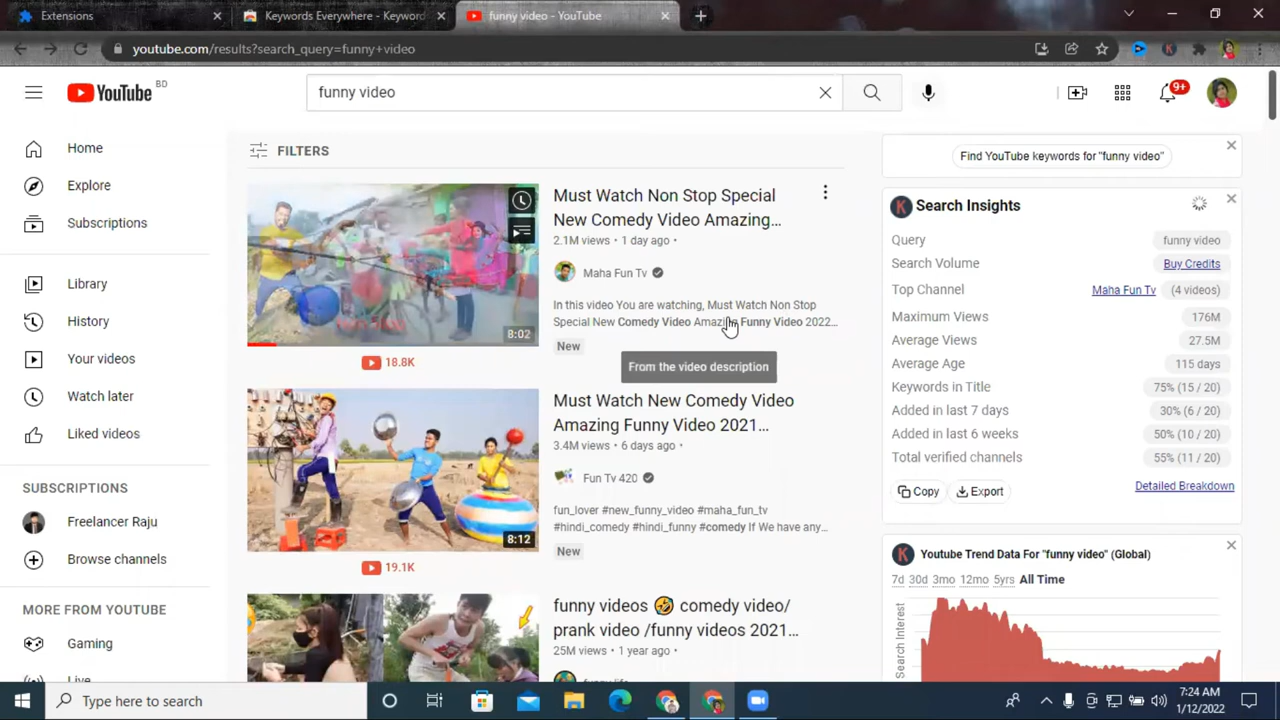 Extensions
Keywords Everywhere - Keyword
funny video - YouTube
youtube.com/results?search_query=funny+video
YouTube BD
funny video
9+
Home
Explore
Subscriptions
Library
History
Your videos
Watch later
Liked videos
SUBSCRIPTIONS
Freelancer Raju
Browse channels
MORE FROM YOUTUBE
Gaming
Live
FILTERS
8:02
18.8K
Must Watch Non Stop Special
New Comedy Video Amazing...
2.1M views • 1 day ago •
Maha Fun Tv
In this video You are watching, Must Watch Non Stop
Special New Comedy Video Amazing Funny Video 2022...
New
From the video description
8:12
19.1K
Must Watch New Comedy Video
Amazing Funny Video 2021...
3.4M views • 6 days ago •
Fun Tv 420
fun_lover #new_funny_video #maha_fun_tv
#hindi_comedy #hindi_funny #comedy If We have any...
New
funny videos 🤣 comedy video/
prank video /funny videos 2021...
25M views • 1 year ago •
Find YouTube keywords for "funny video"
Search Insights
Query funny video
Search Volume Buy Credits
Top Channel Maha Fun Tv (4 videos)
Maximum Views 176M
Average Views 27.5M
Average Age 115 days
Keywords in Title 75% (15 / 20)
Added in last 7 days 30% (6 / 20)
Added in last 6 weeks 50% (10 / 20)
Total verified channels 55% (11 / 20)
Copy Export Detailed Breakdown
Youtube Trend Data For "funny video" (Global)
7d 30d 3mo 12mo 5yrs All Time
Search Interest
Type here to search
7:24 AM
1/12/2022